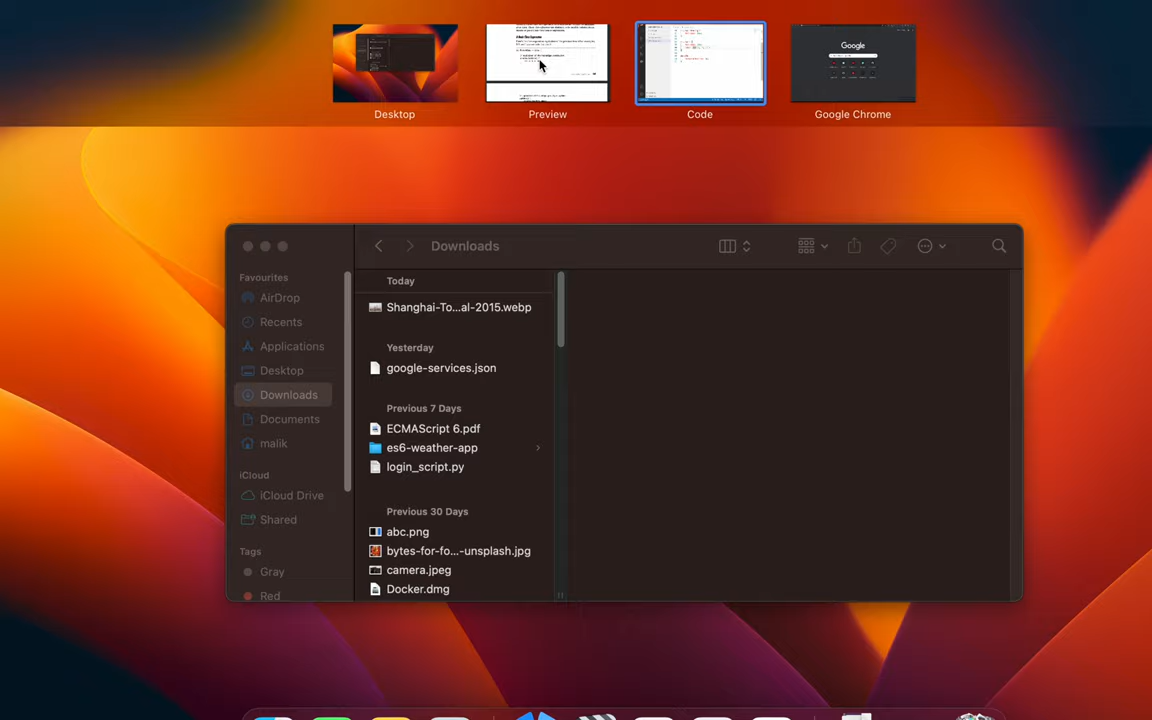 Desktop
Preview
Code
Google Chrome
Google
Downloads
Favourites
AirDrop
Recents
Applications
Desktop
Downloads
Documents
malik
iCloud
iCloud Drive
Shared
Tags
Gray
Red
Today
Shanghai-To...al-2015.webp
Yesterday
google-services.json
Previous 7 Days
ECMAScript 6.pdf
es6-weather-app
login_script.py
Previous 30 Days
abc.png
bytes-for-fo...-unsplash.jpg
camera.jpeg
Docker.dmg